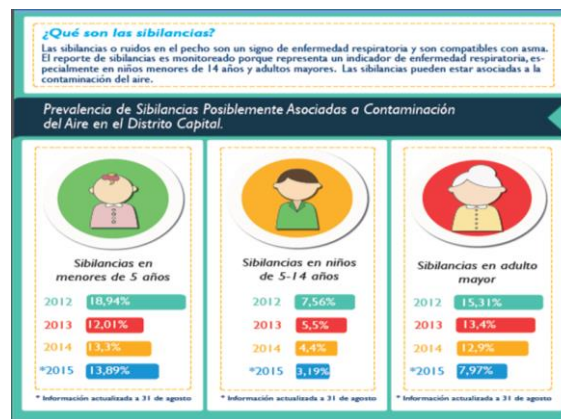 ¿Qué son las sibilancias?
Las sibilancias o ruidos en el pecho son un signo de enfermedad respiratoria y son compatibles con asma.
El reporte de sibilancias es monitoreado porque representa un indicador de enfermedad respiratoria, es-
pecialmente en niños menores de 14 años y adultos mayores. Las sibilancias pueden estar asociadas a la
contaminación del aire.
Prevalencia de Sibilancias Posiblemente Asociadas a Contaminación
del Aire en el Distrito Capital.
Sibilancias en
menores de 5 años
2012 18,94%
2013 12,01%
2014 13,3%
*2015 13,89%
* Información actualizada a 31 de agosto
Sibilancias en niños
de 5-14 años
2012 7,56%
2013 5,5%
2014 4,4%
*2015 3,19%
* Información actualizada a 31 de agosto
Sibilancias en adulto
mayor
2012 15,31%
2013 13,4%
2014 12,9%
*2015 7,97%
* Información actualizada a 31 de agosto